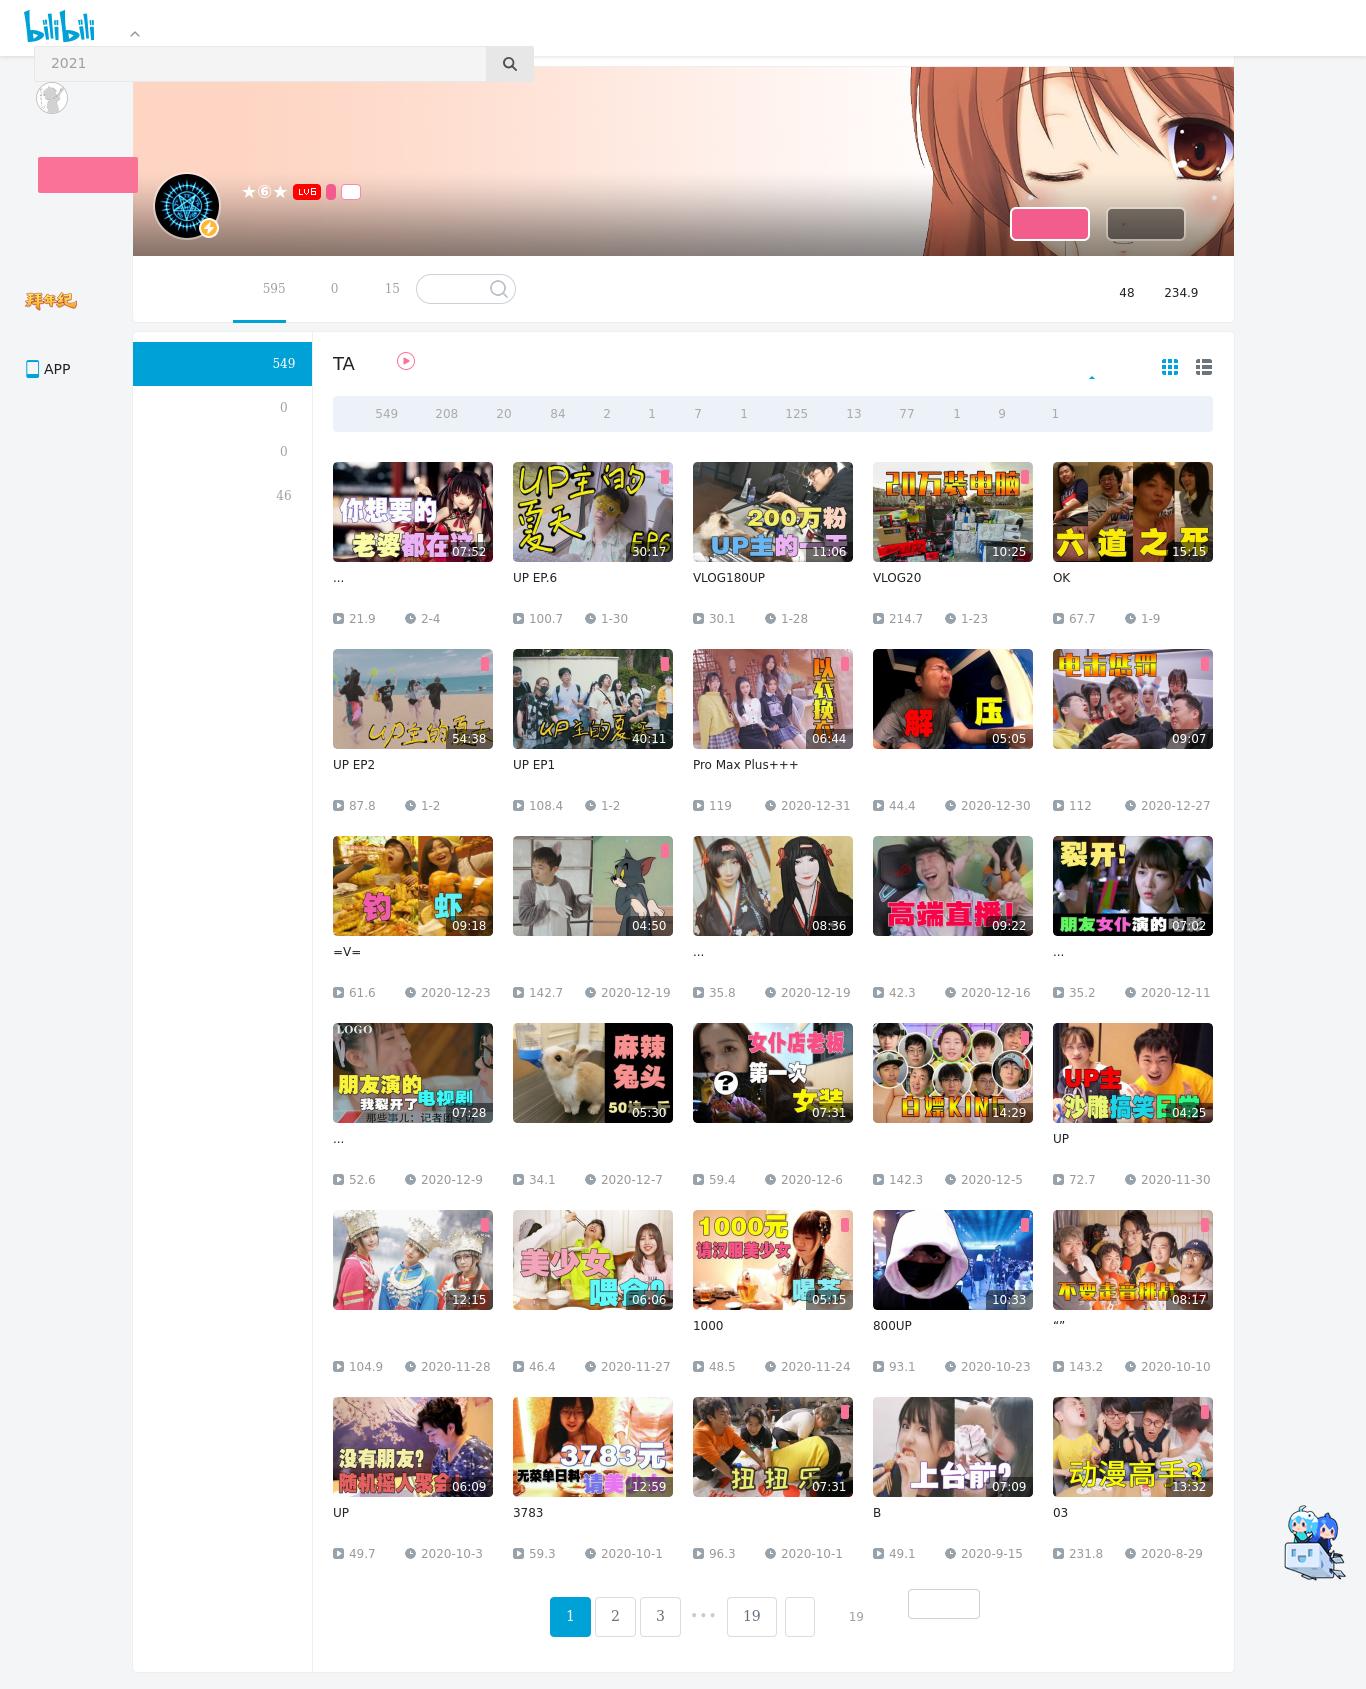 bilibili
2021
★⑥★ LV6
595 0 15
48 234.9
拜年纪
APP
549
0
0
46
TA
549 208 20 84 2 1 7 1 125 13 77 1 9 1
你想要的
老婆都在这!
07:52
UP主的
夏天
EP6
30:17
200万粉
UP主的一天
11:06
20万装电脑
10:25
六道之死
15:15
... UP EP.6 VLOG180UP VLOG20 OK
21.9 2-4 100.7 1-30 30.1 1-28 214.7 1-23 67.7 1-9
UP主的夏天
54:38
UP主的夏天
40:11
以衣换衣
06:44
解压
05:05
电击惩罚
09:07
UP EP2 UP EP1 Pro Max Plus+++
87.8 1-2 108.4 1-2 119 2020-12-31 44.4 2020-12-30 112 2020-12-27
钓虾
09:18
04:50
08:36
高端直播!
09:22
裂开!
朋友女仆演的
07:02
=V= ... ...
61.6 2020-12-23 142.7 2020-12-19 35.8 2020-12-19 42.3 2020-12-16 35.2 2020-12-11
LOGO
朋友演的
我裂开了电视剧
那些事儿：记者
07:28
麻辣
兔头
05:30
女仆店老板
第一次
女装
07:31
白嫖KING
14:29
UP主
沙雕搞笑日常
04:25
... UP
52.6 2020-12-9 34.1 2020-12-7 59.4 2020-12-6 142.3 2020-12-5 72.7 2020-11-30
12:15
美少女
喂食?
06:06
1000元
请汉服美少女
喝茶
05:15
10:33
不要走音挑战
08:17
1000 800UP “”
104.9 2020-11-28 46.4 2020-11-27 48.5 2020-11-24 93.1 2020-10-23 143.2 2020-10-10
没有朋友?
随机摇人聚会
06:09
3783元
无菜单日料
请美
12:59
扭扭乐
07:31
上台前?
07:09
动漫高手3
13:32
UP 3783 B 03
49.7 2020-10-3 59.3 2020-10-1 96.3 2020-10-1 49.1 2020-9-15 231.8 2020-8-29
1 2 3 ••• 19 19